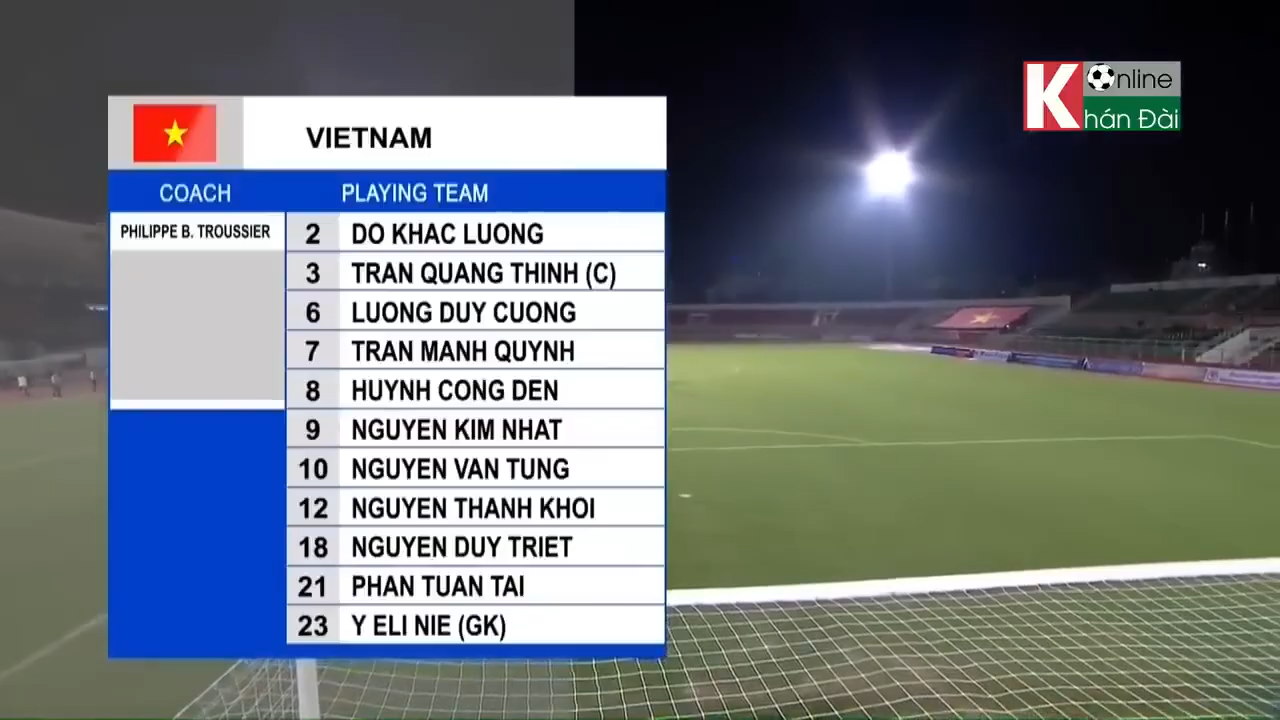 Online
Khán Đài
VIETNAM
COACH PLAYING TEAM
PHILIPPE B. TROUSSIER
2 DO KHAC LUONG
3 TRAN QUANG THINH (C)
6 LUONG DUY CUONG
7 TRAN MANH QUYNH
8 HUYNH CONG DEN
9 NGUYEN KIM NHAT
10 NGUYEN VAN TUNG
12 NGUYEN THANH KHOI
18 NGUYEN DUY TRIET
21 PHAN TUAN TAI
23 Y ELI NIE (GK)